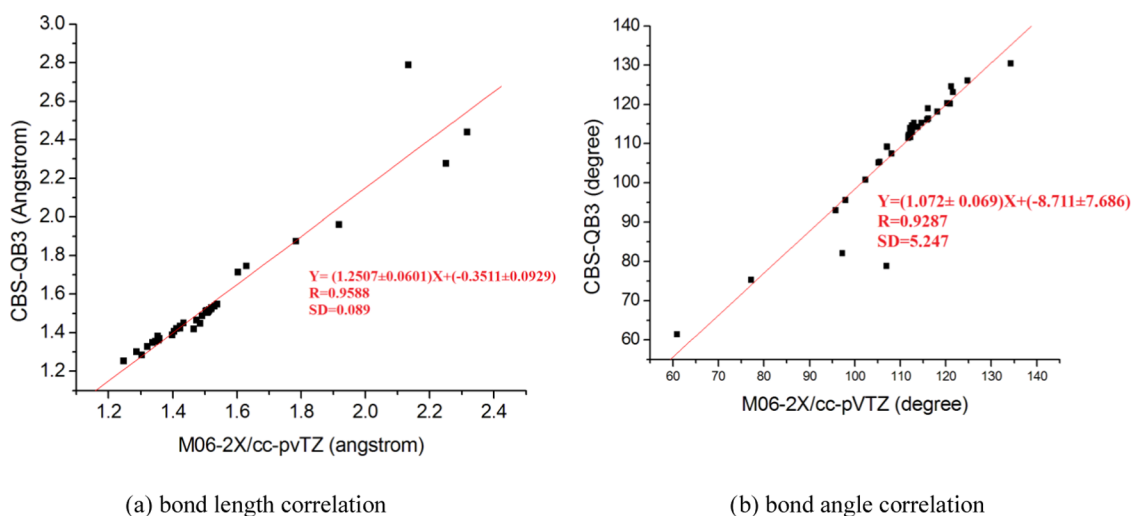 3.0
2.8
2.6
2.4
2.2
2.0
1.8
1.6
1.4
1.2
CBS-QB3 (Angstrom)
Y= (1.2507±0.0601)X+(-0.3511±0.0929)
R=0.9588
SD=0.089
1.2 1.4 1.6 1.8 2.0 2.2 2.4
M06-2X/cc-pvTZ (angstrom)
(a) bond length correlation
140
130
120
110
100
90
80
70
60
CBS-QB3 (degree)
Y=(1.072± 0.069)X+(-8.711±7.686)
R=0.9287
SD=5.247
60 70 80 90 100 110 120 130 140
M06-2X/cc-pVTZ (degree)
(b) bond angle correlation